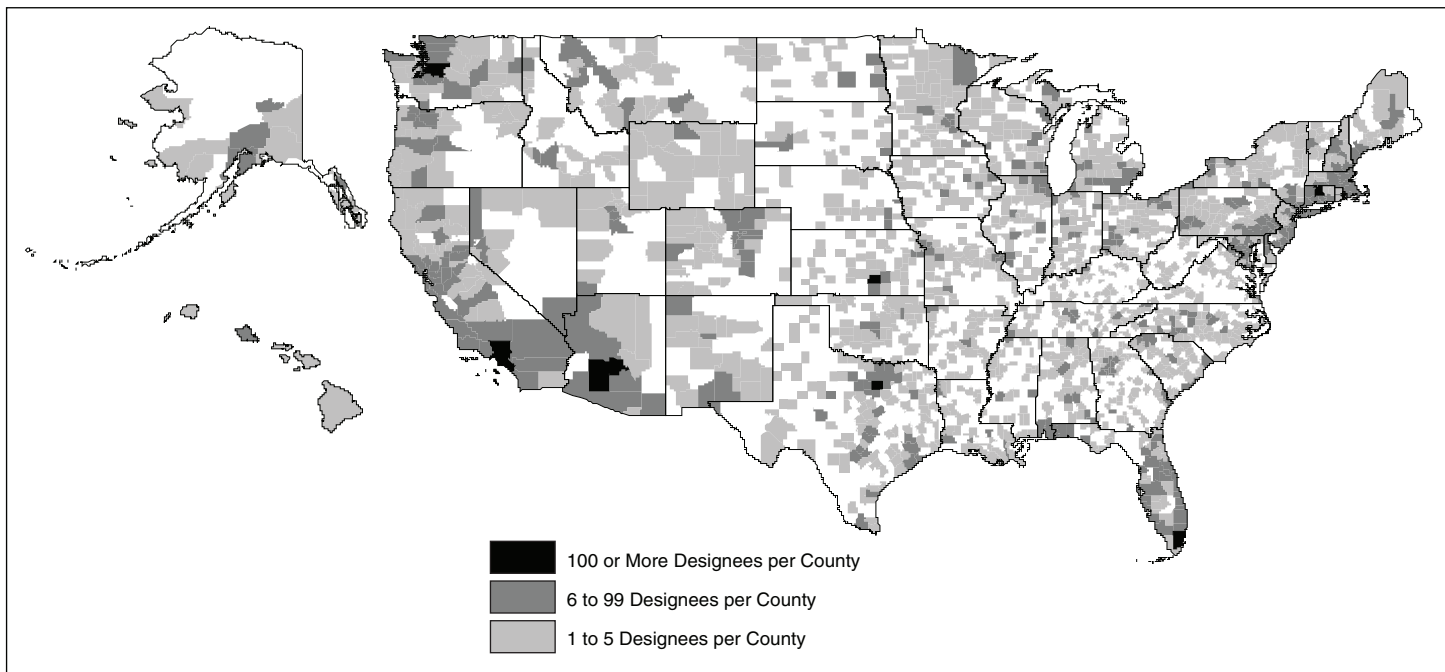 100 or More Designees per County
6 to 99 Designees per County
1 to 5 Designees per County